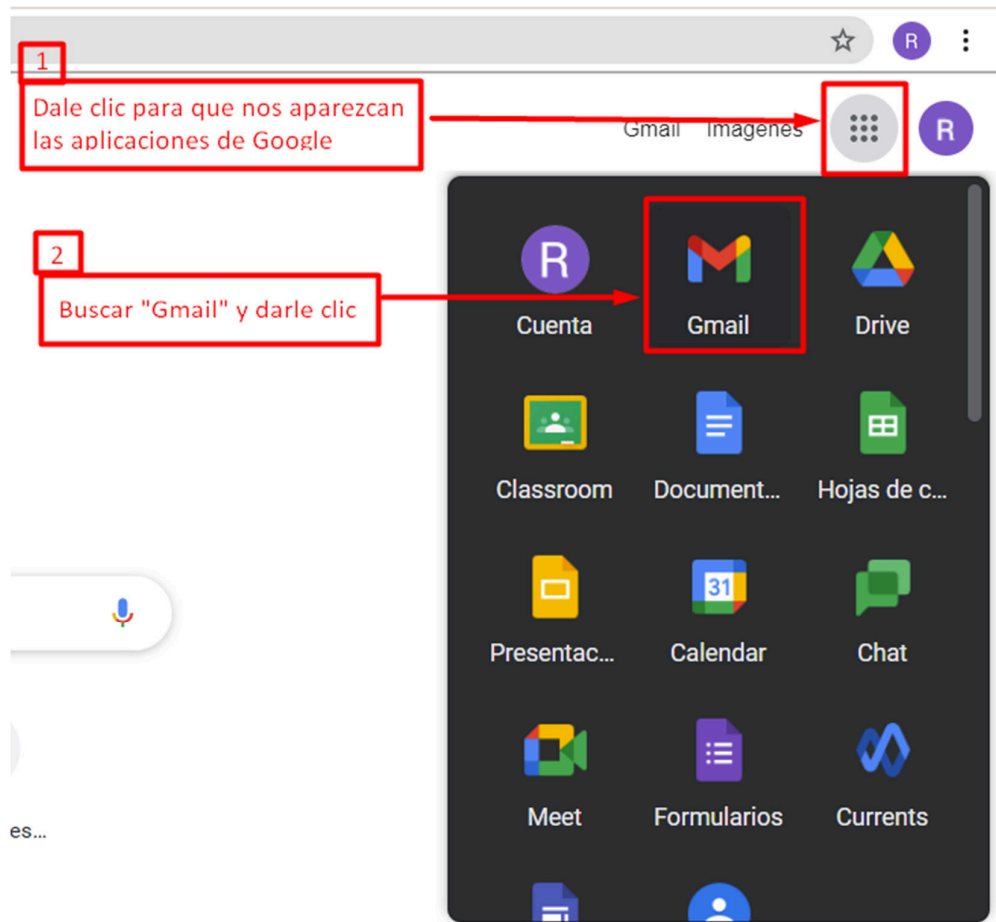 R
1
Dale clic para que nos aparezcan
las aplicaciones de Google
Gmail Imágenes
R
2
Buscar "Gmail" y darle clic
R
Cuenta Gmail Drive
Classroom Document... Hojas de c...
31
Presentac... Calendar Chat
Meet Formularios Currents
es...